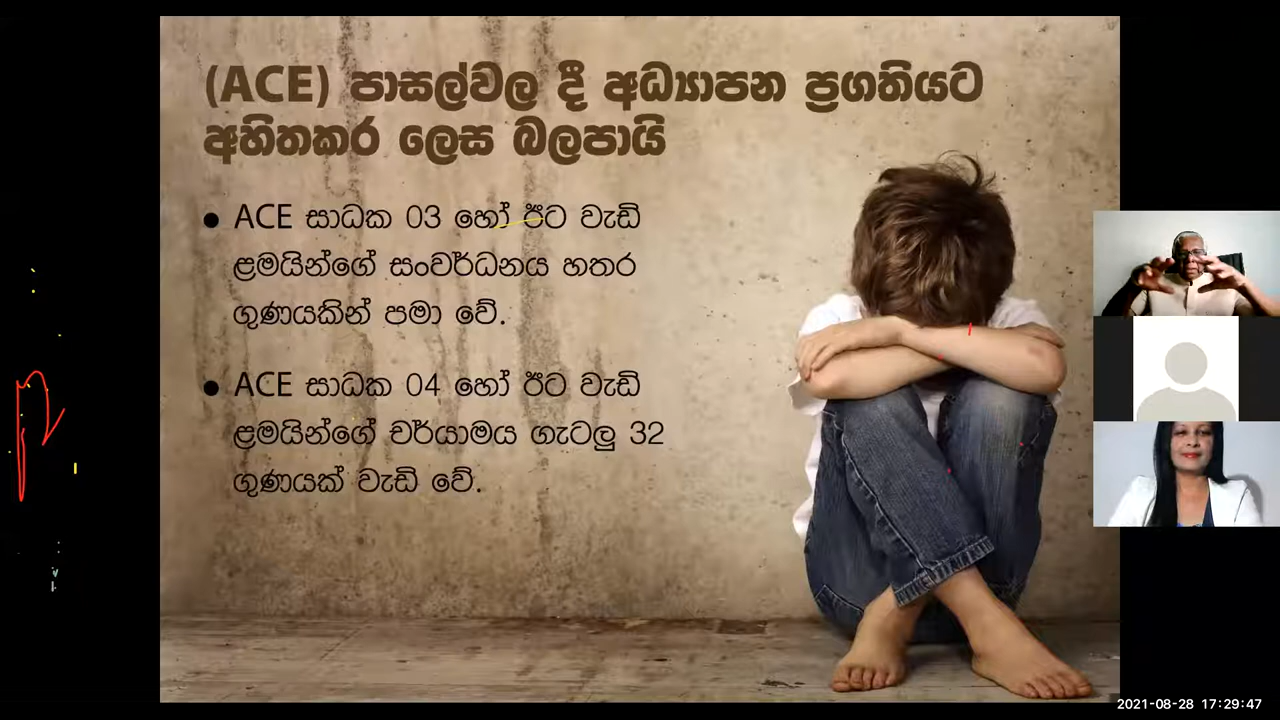 (ACE) පාසල්වල දී අධ්‍යාපන ප්‍රගතියට
අහිතකර ලෙස බලපායි
● ACE සාධක 03 හෝ ඊට වැඩි
ළමයින්ගේ සංවර්ධනය හතර
ගුණයකින් පමා වේ.
● ACE සාධක 04 හෝ ඊට වැඩි
ළමයින්ගේ චර්යාමය ගැටලු 32
ගුණයක් වැඩි වේ.
2021-08-28 17:29:47